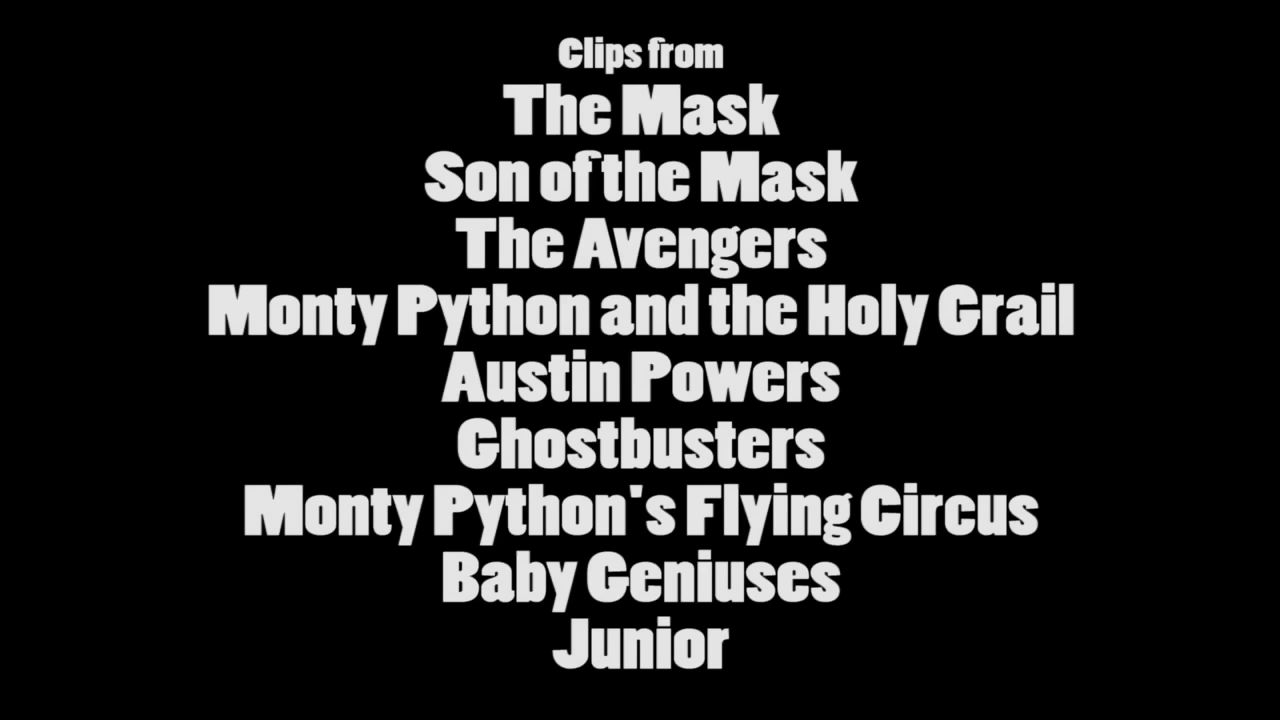 Clips from
The Mask
Son of the Mask
The Avengers
Monty Python and the Holy Grail
Austin Powers
Ghostbusters
Monty Python's Flying Circus
Baby Geniuses
Junior